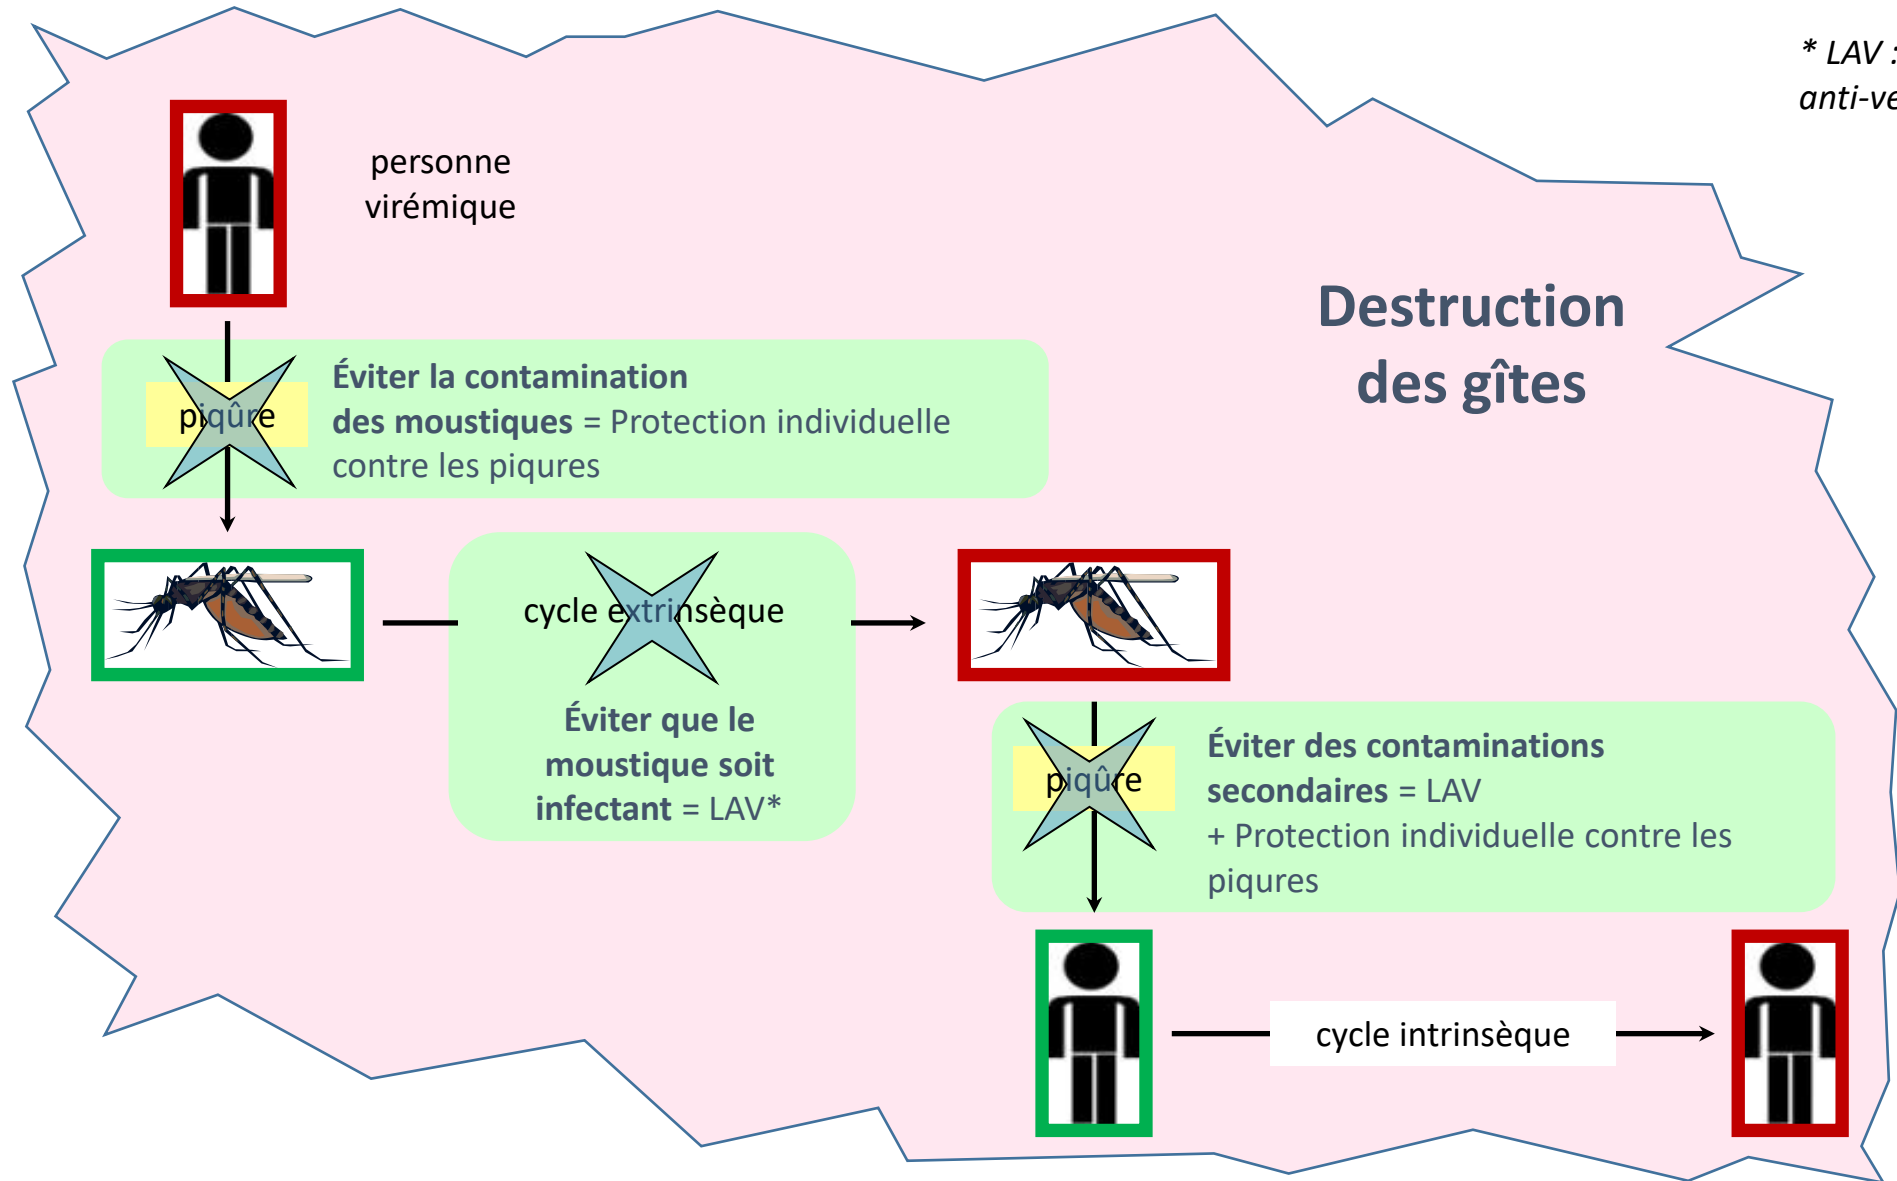 * LAV :
anti-ve
personne
virémique
Destruction
des gîtes
Éviter la contamination
des moustiques = Protection individuelle
contre les piqures
piqûre
cycle extrinsèque
Éviter que le
moustique soit
infectant = LAV*
piqûre
Éviter des contaminations
secondaires = LAV
+ Protection individuelle contre les
piqures
cycle intrinsèque